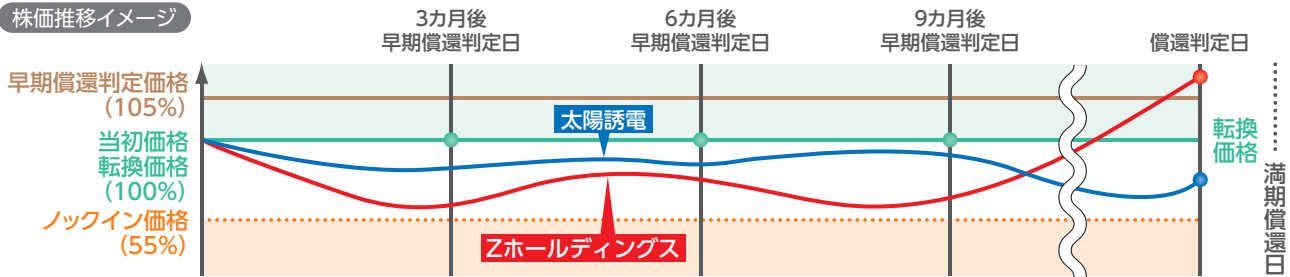 株価推移イメージ
3カ月後
早期償還判定日
6カ月後
早期償還判定日
9カ月後
早期償還判定日
償還判定日
早期償還判定価格
(105%)
当初価格
転換価格
(100%)
ノックイン価格
(55%)
太陽誘電
Zホールディングス
転換
価格
満期償還日